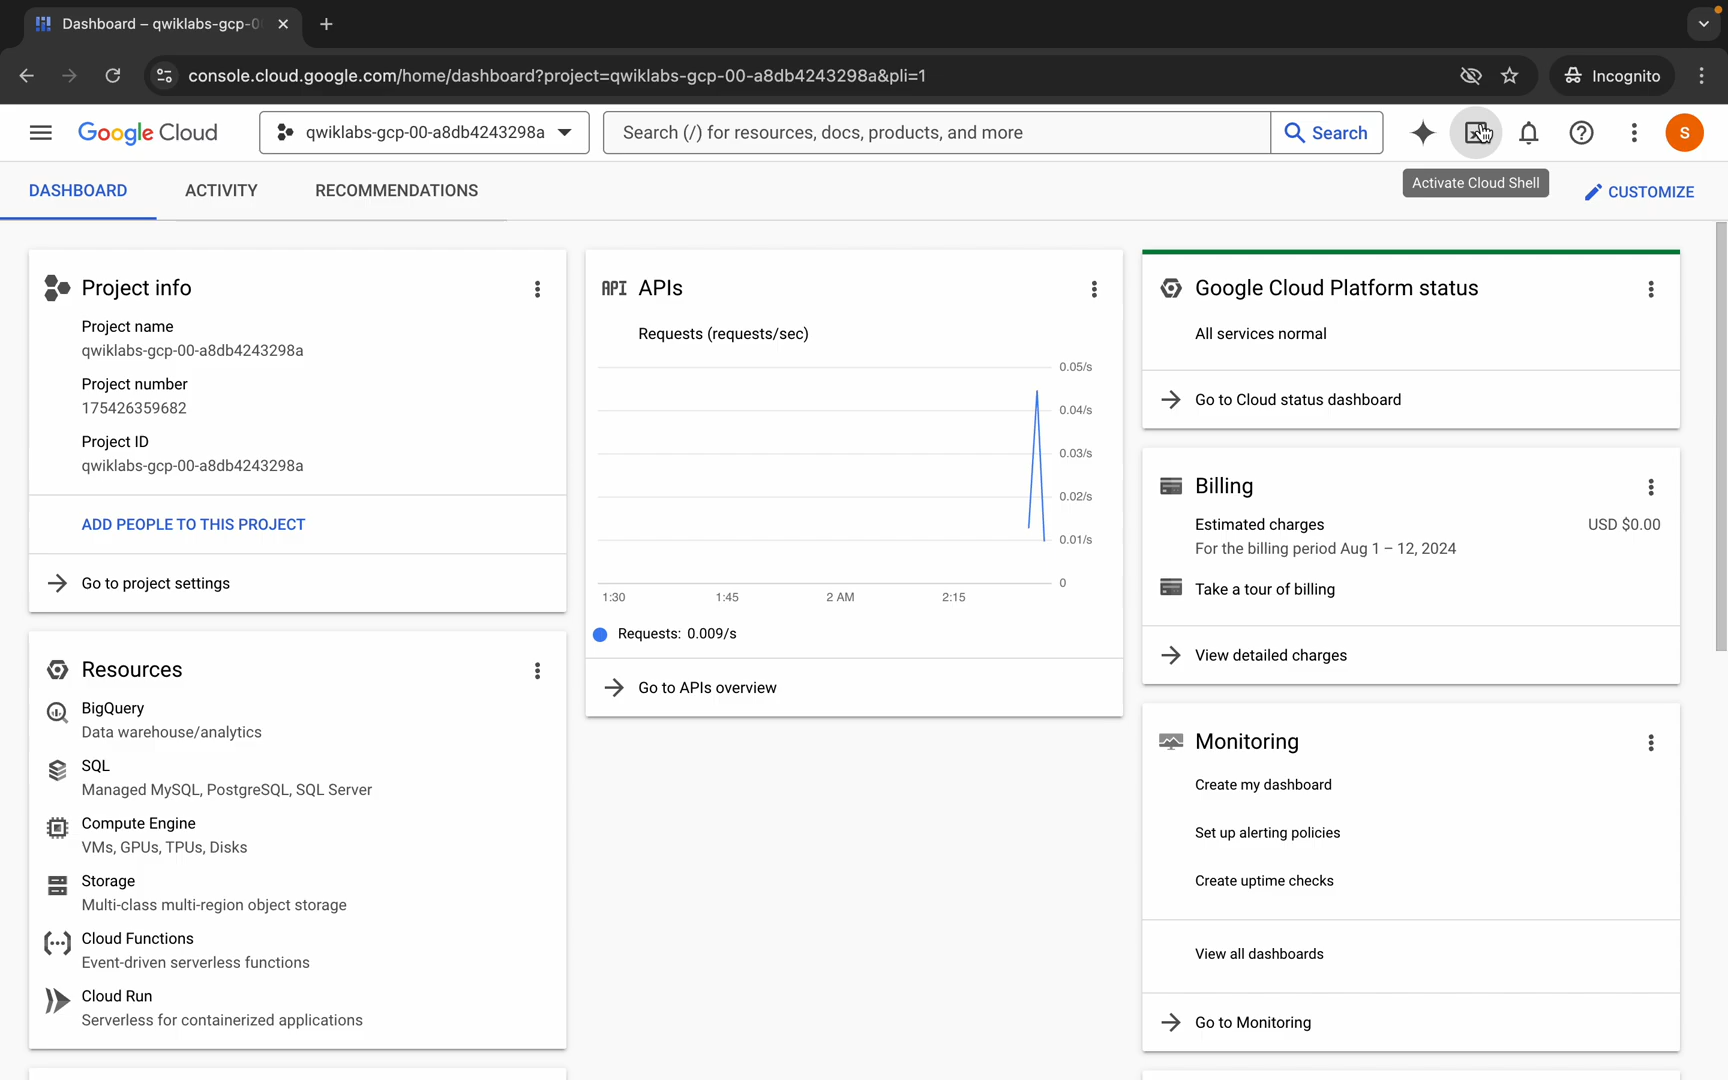 Dashboard – qwiklabs-gcp-0
console.cloud.google.com/home/dashboard?project=qwiklabs-gcp-00-a8db4243298a&pli=1
Incognito
Google Cloud
qwiklabs-gcp-00-a8db4243298a
Search (/) for resources, docs, products, and more
Search
S
DASHBOARD
ACTIVITY
RECOMMENDATIONS
Activate Cloud Shell
CUSTOMIZE
Project info
Project name
qwiklabs-gcp-00-a8db4243298a
Project number
175426359682
Project ID
qwiklabs-gcp-00-a8db4243298a
ADD PEOPLE TO THIS PROJECT
Go to project settings
Resources
BigQuery
Data warehouse/analytics
SQL
Managed MySQL, PostgreSQL, SQL Server
Compute Engine
VMs, GPUs, TPUs, Disks
Storage
Multi-class multi-region object storage
Cloud Functions
Event-driven serverless functions
Cloud Run
Serverless for containerized applications
API APIs
Requests (requests/sec)
0.05/s
0.04/s
0.03/s
0.02/s
0.01/s
0
1:30
1:45
2 AM
2:15
Requests: 0.009/s
Go to APIs overview
Google Cloud Platform status
All services normal
Go to Cloud status dashboard
Billing
Estimated charges
USD $0.00
For the billing period Aug 1 – 12, 2024
Take a tour of billing
View detailed charges
Monitoring
Create my dashboard
Set up alerting policies
Create uptime checks
View all dashboards
Go to Monitoring